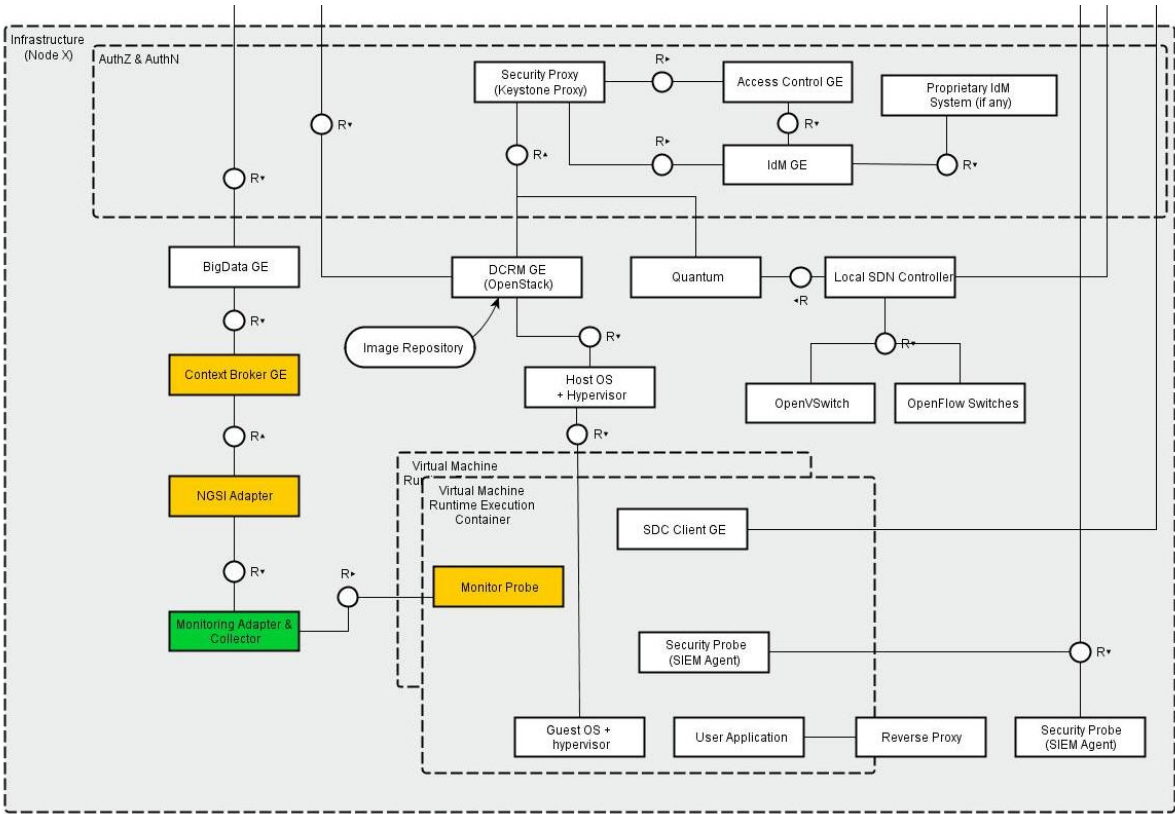 Infrastructure
(Node X)
AuthZ & AuthN
Security Proxy
(Keystone Proxy)
R▸
Access Control GE
Proprietary IdM
System (if any)
R▾
R▾
R▴
R▸
IdM GE
R▾
R▾
BigData GE
DCRM GE
(OpenStack)
Quantum
◂R
Local SDN Controller
R▾
Image Repository
R▾
R▾
Context Broker GE
Host OS
+ Hypervisor
OpenVSwitch
OpenFlow Switches
R▴
R▾
Virtual Machine
Ru
Virtual Machine
Runtime Execution
Container
NGSI Adapter
SDC Client GE
R▾
R▸
Monitor Probe
Monitoring Adapter &
Collector
Security Probe
(SIEM Agent)
R▾
Guest OS +
hypervisor
User Application
Reverse Proxy
Security Probe
(SIEM Agent)